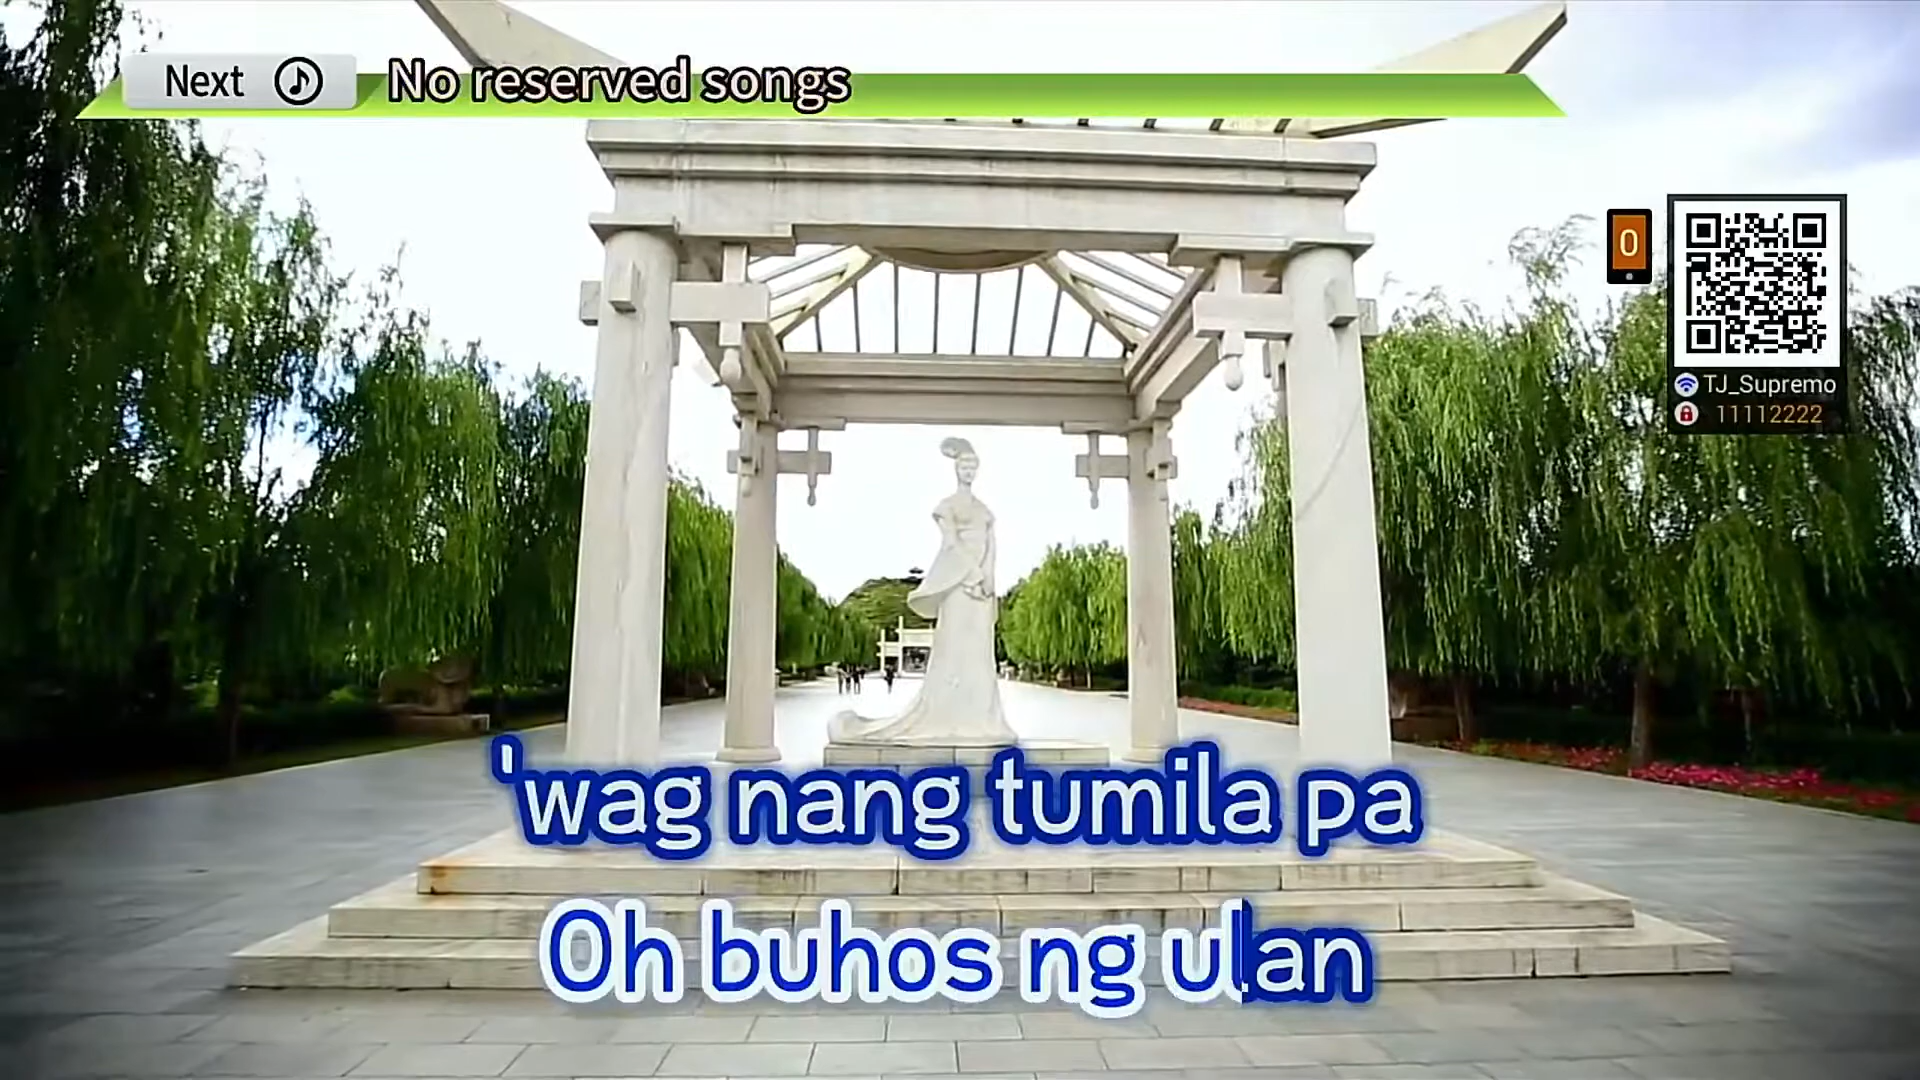 Next No reserved songs
0
TJ_Supremo
11112222
'wag nang tumila pa
Oh buhos ng ulan